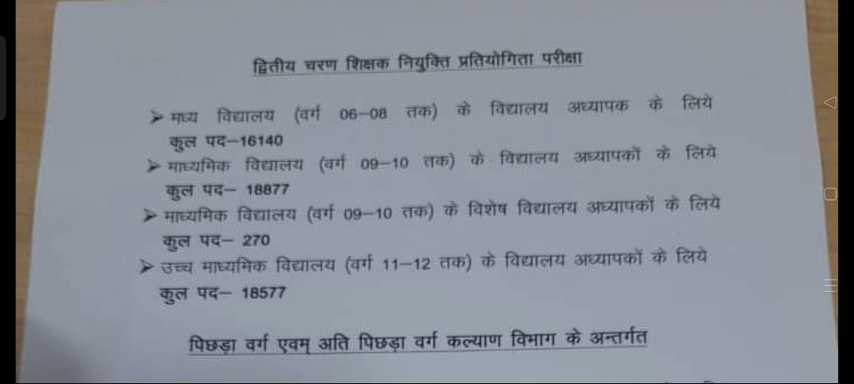 द्वितीय चरण शिक्षक नियुक्ति प्रतियोगिता परीक्षा
➤ मध्य विद्यालय (वर्ग 06–08 तक) के विद्यालय अध्यापक के लिये
कुल पद–16140
➤ माध्यमिक विद्यालय (वर्ग 09–10 तक) के विद्यालय अध्यापकों के लिये
कुल पद– 18877
➤ माध्यमिक विद्यालय (वर्ग 09–10 तक) के विशेष विद्यालय अध्यापकों के लिये
कुल पद– 270
➤ उच्च माध्यमिक विद्यालय (वर्ग 11–12 तक) के विद्यालय अध्यापकों के लिये
कुल पद– 18577
पिछड़ा वर्ग एवम् अति पिछड़ा वर्ग कल्याण विभाग के अन्तर्गत